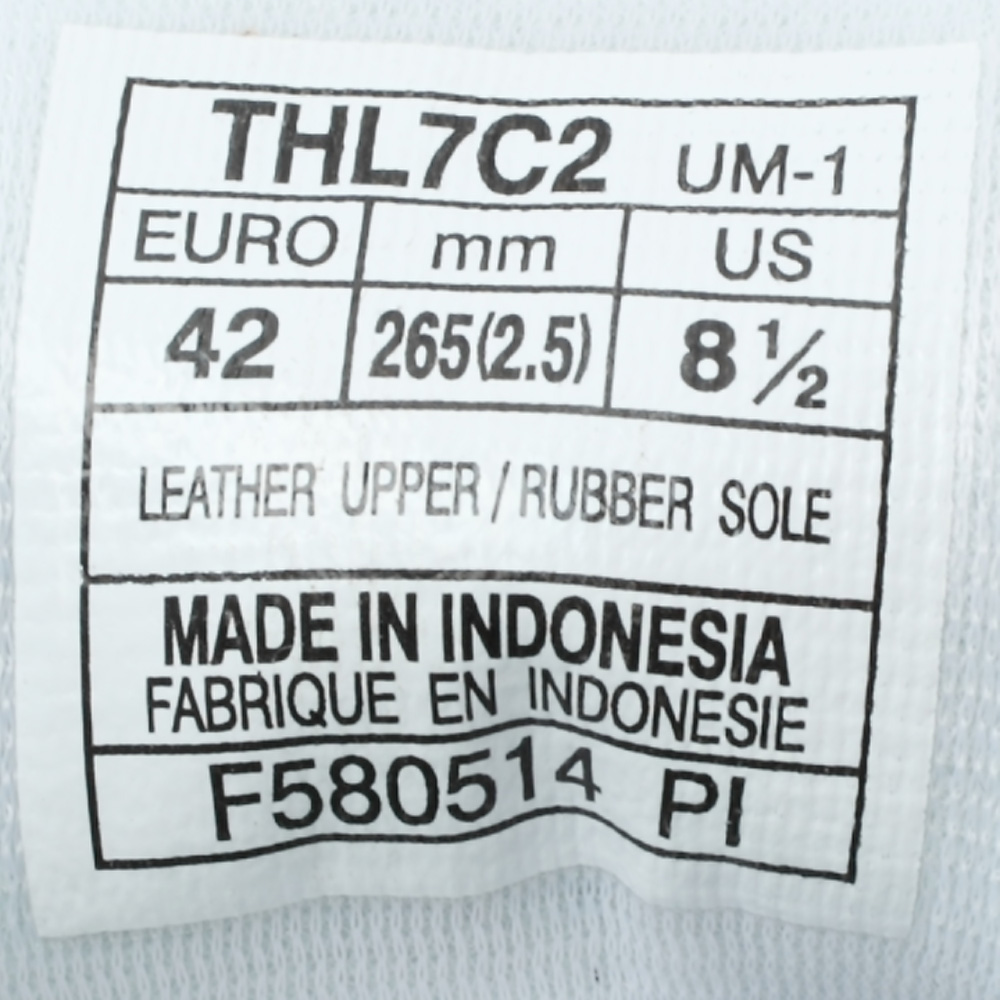 THL7C2 UM-1
EURO mm US
42 265(2.5) 8 ½
LEATHER UPPER / RUBBER SOLE
MADE IN INDONESIA
FABRIQUE EN INDONESIE
F580514 PI